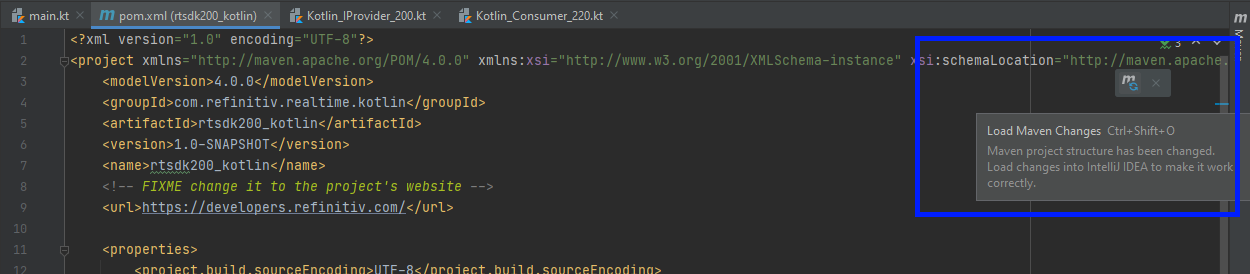 main.kt
pom.xml (rtsdk200_kotlin)
Kotlin_IProvider_200.kt
Kotlin_Consumer_220.kt
m
3
1 <?xml version="1.0" encoding="UTF-8"?>
2 <project xmlns="http://maven.apache.org/POM/4.0.0" xmlns:xsi="http://www.w3.org/2001/XMLSchema-instance" xsi:schemaLocation="http://maven.apache.
3 <modelVersion>4.0.0</modelVersion>
4 <groupId>com.refinitiv.realtime.kotlin</groupId>
5 <artifactId>rtsdk200_kotlin</artifactId>
6 <version>1.0-SNAPSHOT</version>
7 <name>rtsdk200_kotlin</name>
8 <!-- FIXME change it to the project's website -->
9 <url>https://developers.refinitiv.com/</url>
10
11 <properties>
12 <project.build.sourceEncoding>UTF-8</project.build.sourceEncoding>
Load Maven Changes Ctrl+Shift+O
Maven project structure has been changed.
Load changes into IntelliJ IDEA to make it work
correctly.